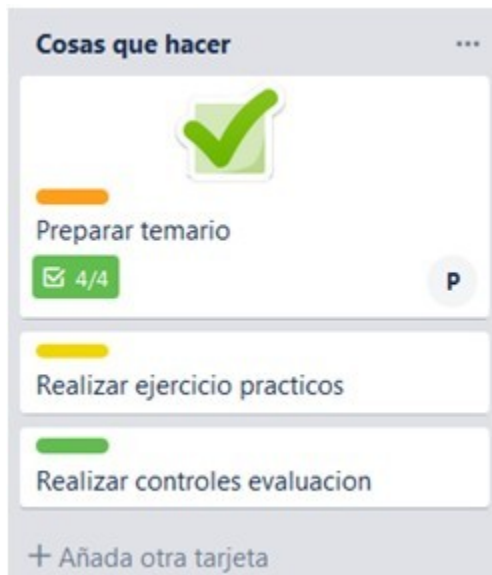 Cosas que hacer
Preparar temario
4/4
P
Realizar ejercicio practicos
Realizar controles evaluacion
+ Añada otra tarjeta